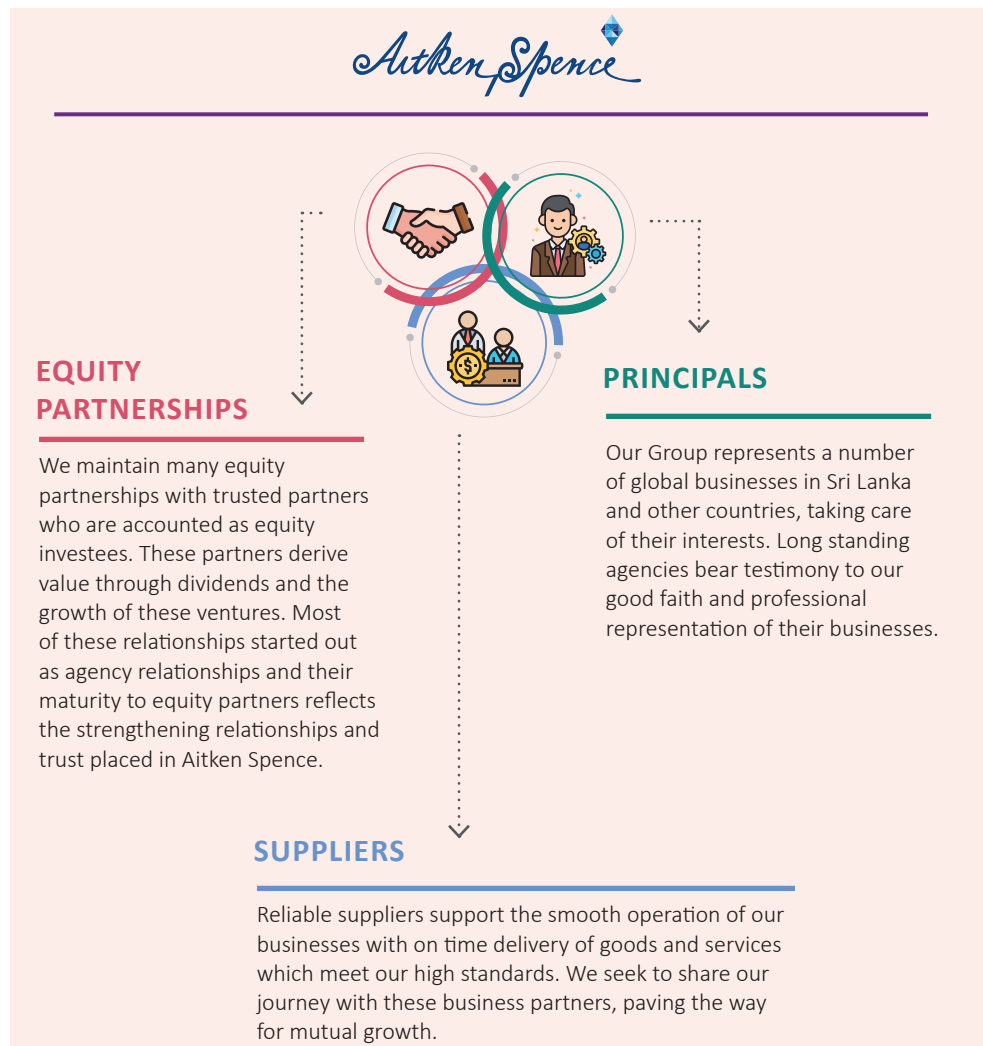 Aitken Spence
EQUITY
PARTNERSHIPS
We maintain many equity
partnerships with trusted partners
who are accounted as equity
investees. These partners derive
value through dividends and the
growth of these ventures. Most
of these relationships started out
as agency relationships and their
maturity to equity partners reflects
the strengthening relationships and
trust placed in Aitken Spence.
PRINCIPALS
Our Group represents a number
of global businesses in Sri Lanka
and other countries, taking care
of their interests. Long standing
agencies bear testimony to our
good faith and professional
representation of their businesses.
SUPPLIERS
Reliable suppliers support the smooth operation of our
businesses with on time delivery of goods and services
which meet our high standards. We seek to share our
journey with these business partners, paving the way
for mutual growth.